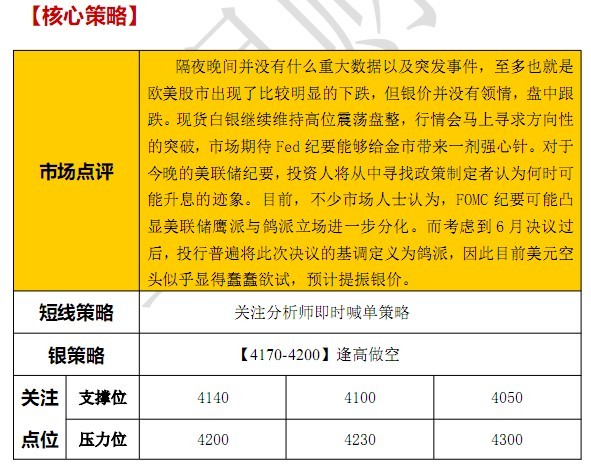 【核心策略】
隔夜晚间并没有什么重大数据以及突发事件，至多也就是
欧美股市出现了比较明显的下跌，但银价并没有领情，盘中跟
跌。现货白银继续维持高位震荡盘整，行情会马上寻求方向性
的突破，市场期待 Fed 纪要能够给金市带来一剂强心针。对于
今晚的美联储纪要，投资人将从中寻找政策制定者认为何时可
能升息的迹象。目前，不少市场人士认为，FOMC 纪要可能凸
显美联储鹰派与鸽派立场进一步分化。而考虑到 6 月决议过
后，投行普遍将此次决议的基调定义为鸽派，因此目前美元空
头似乎显得蠢蠢欲试，预计提振银价。
市场点评
短线策略 关注分析师即时喊单策略
银策略 【4170-4200】逢高做空
关注 支撑位 4140 4100 4050
点位 压力位 4200 4230 4300